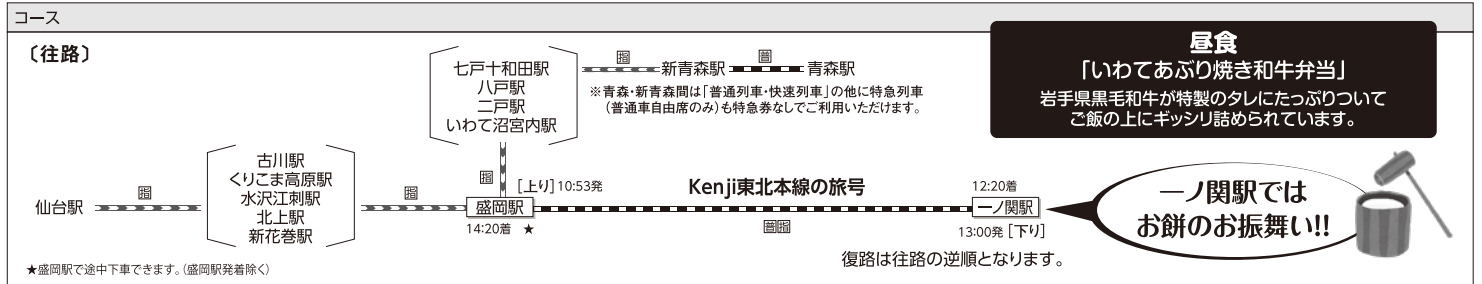 コース
〔往路〕
七戸十和田駅
八戸駅
二戸駅
いわて沼宮内駅
指
新青森駅
普
青森駅
※青森・新青森間は「普通列車・快速列車」の他に特急列車
（普通車自由席のみ）も特急券なしでご利用いただけます。
昼食
「いわてあぶり焼き和牛弁当」
岩手県黒毛和牛が特製のタレにたっぷりついて
ご飯の上にギッシリ詰められています。
仙台駅
指
古川駅
くりこま高原駅
水沢江刺駅
北上駅
新花巻駅
指
指
[上り]10:53発
盛岡駅
14:20着 ★
Kenji東北本線の旅号
普指
12:20着
一ノ関駅
13:00発[下り]
一ノ関駅では
お餅のお振舞い!!
復路は往路の逆順となります。
★盛岡駅で途中下車できます。（盛岡駅発着除く）